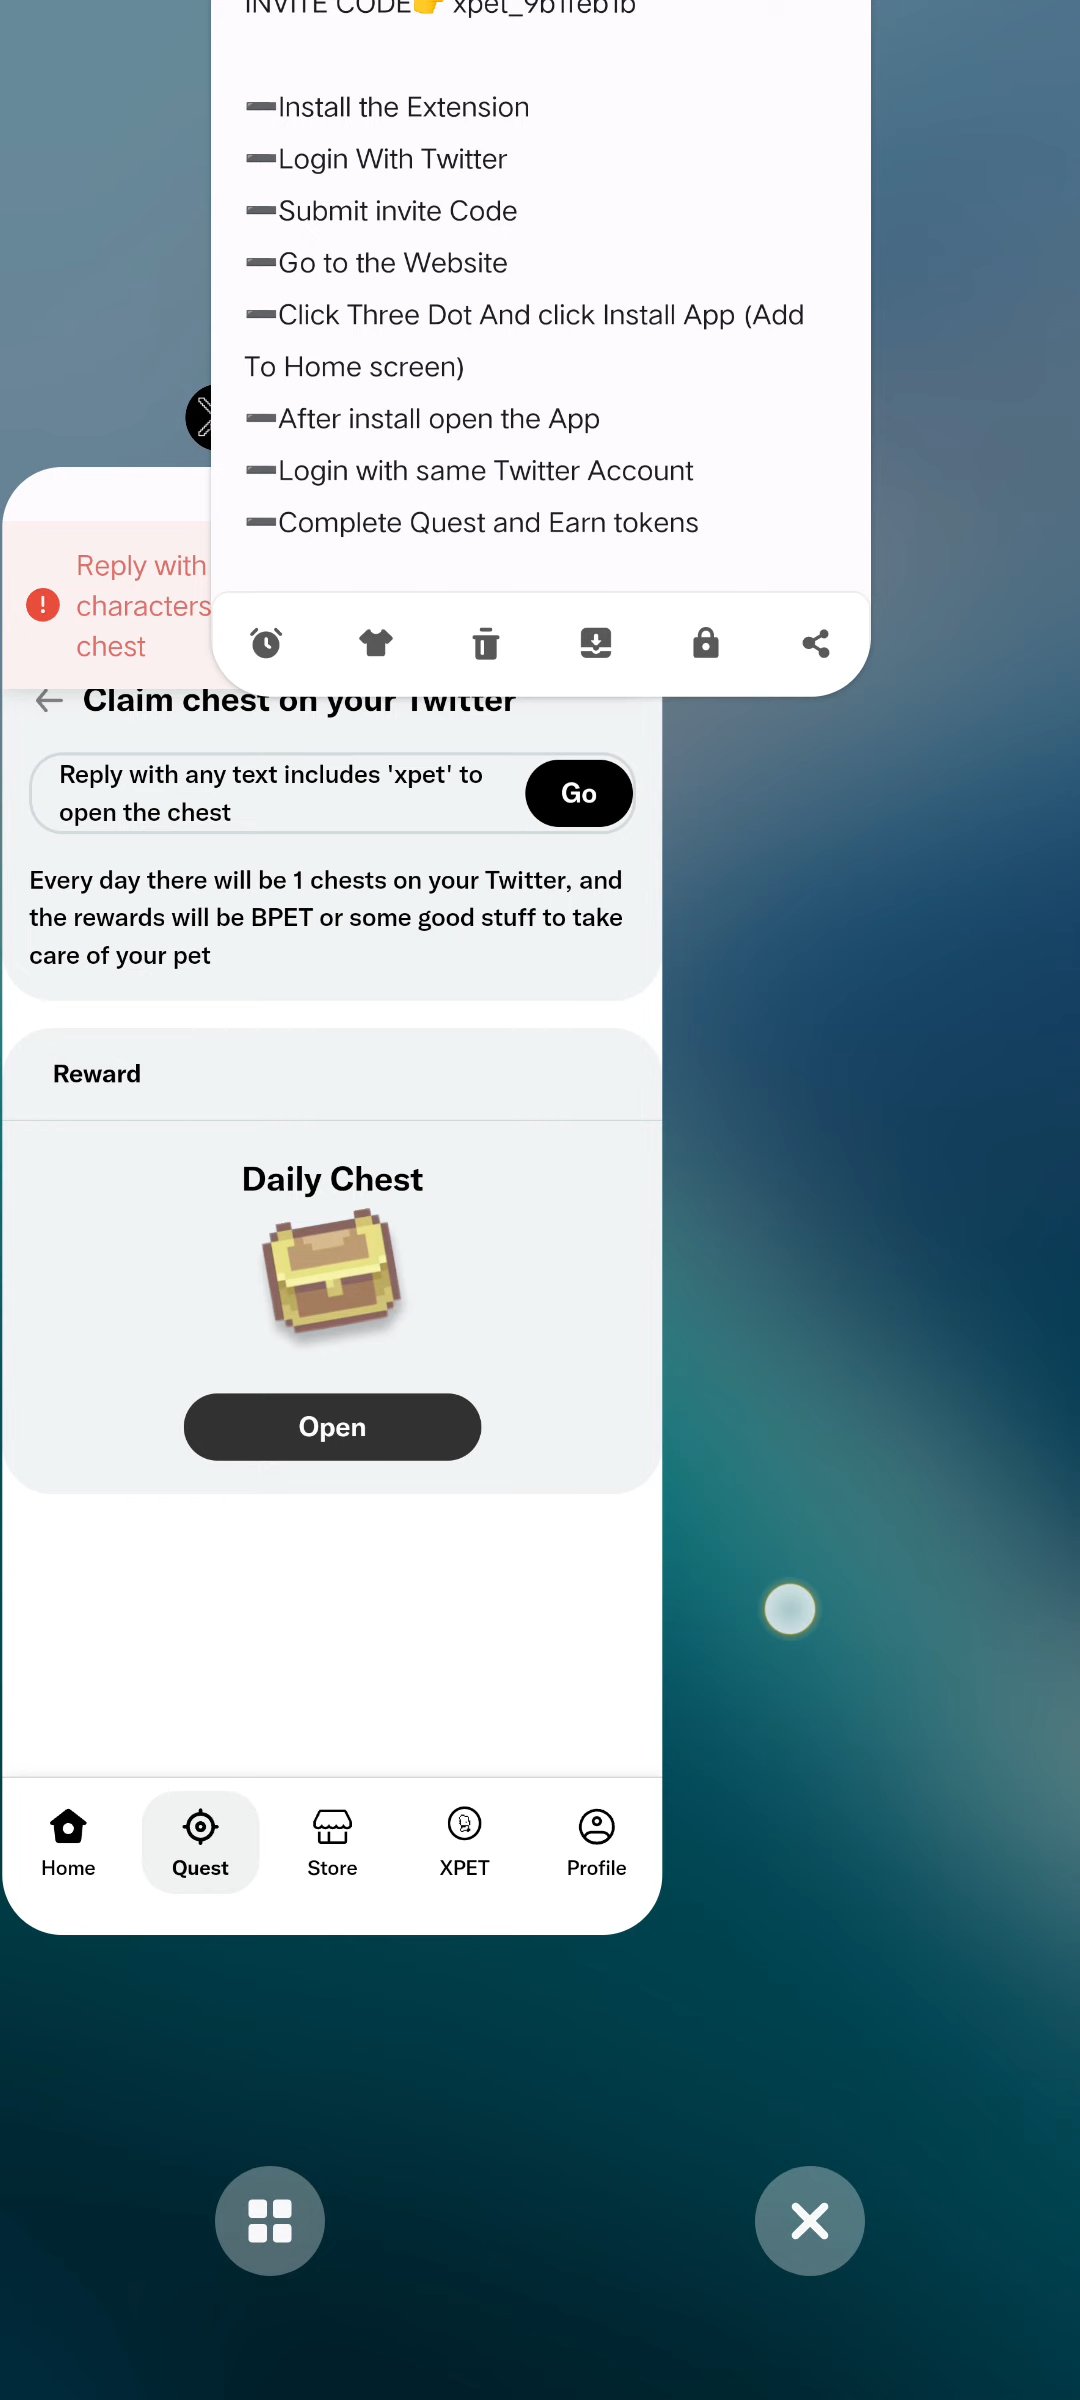 INVITE CODE👉 xpet_9b1feb1b
➖Install the Extension
➖Login With Twitter
➖Submit invite Code
➖Go to the Website
➖Click Three Dot And click Install App (Add
To Home screen)
➖After install open the App
➖Login with same Twitter Account
➖Complete Quest and Earn tokens
Reply with
characters
chest
Claim chest on your Twitter
Reply with any text includes 'xpet' to
open the chest
Go
Every day there will be 1 chests on your Twitter, and
the rewards will be BPET or some good stuff to take
care of your pet
Reward
Daily Chest
Open
Home
Quest
Store
XPET
Profile